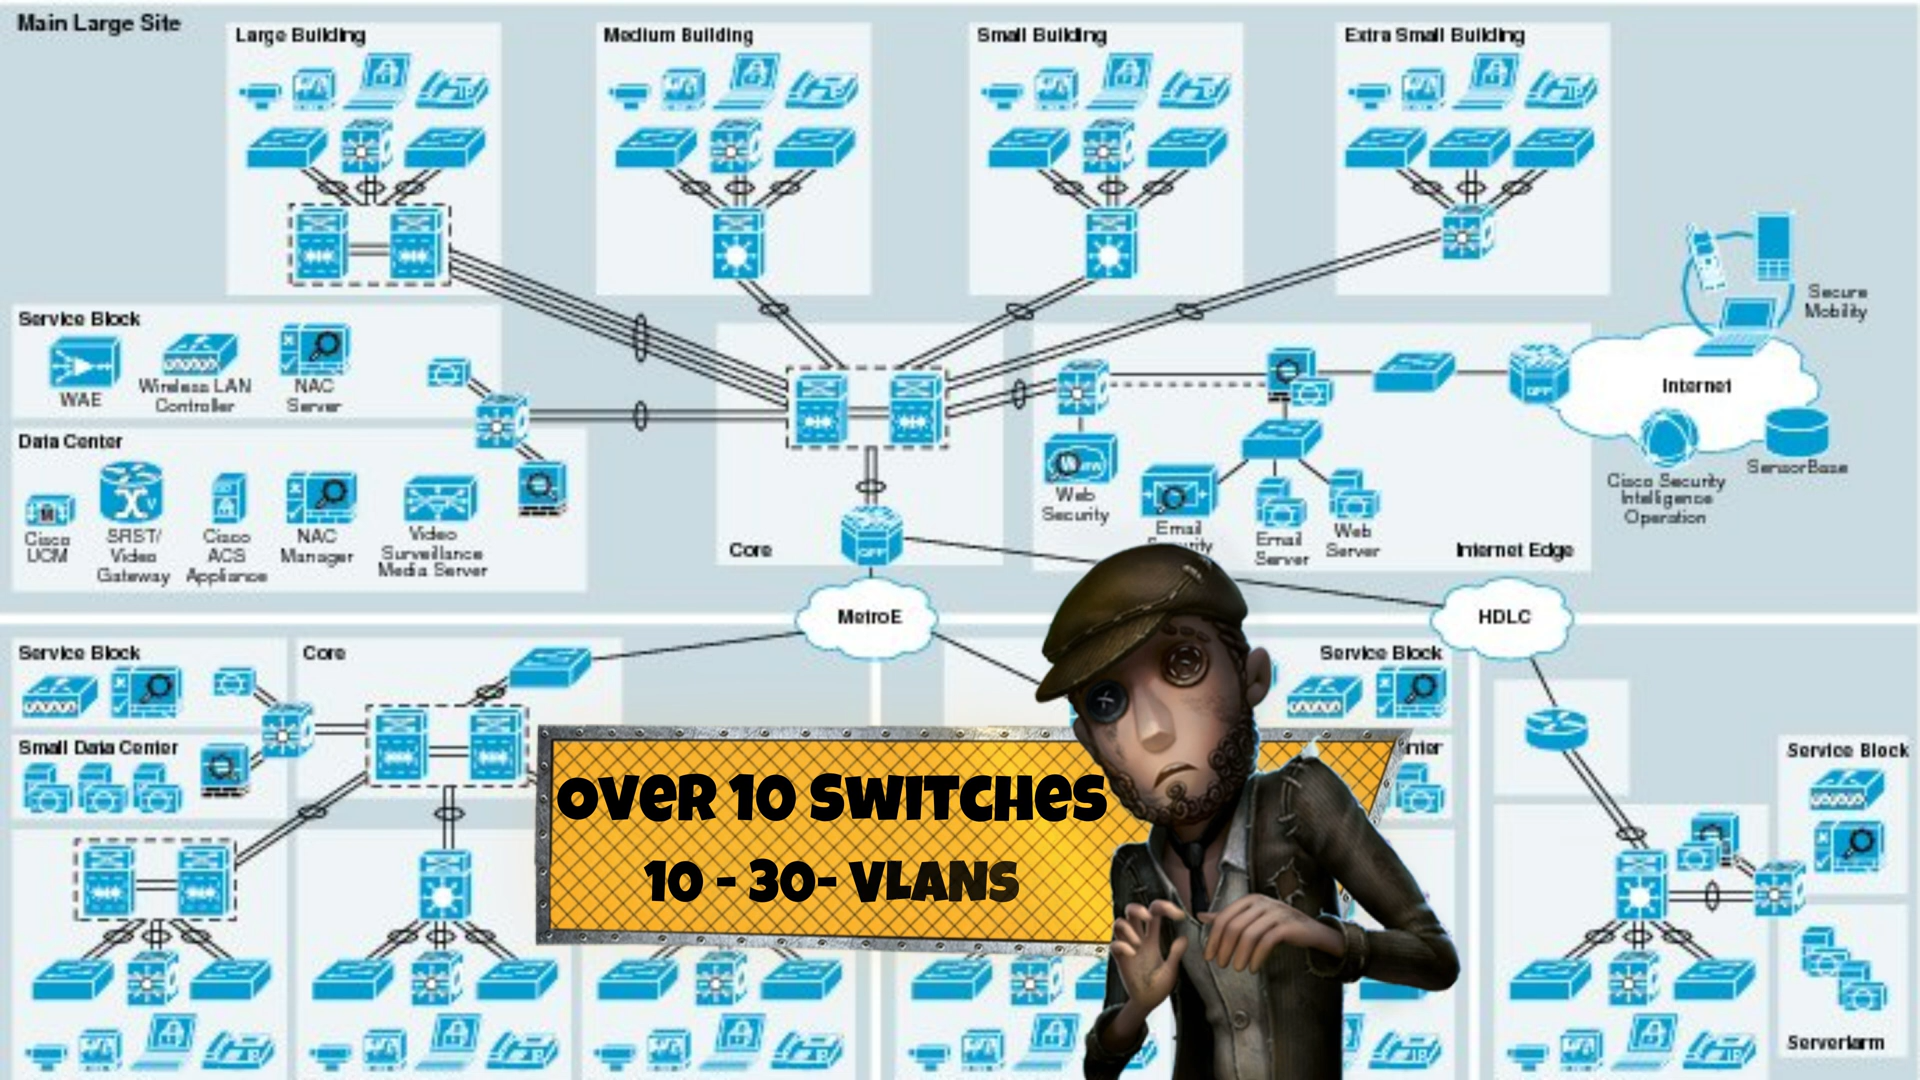 Main Large Site
Large Building
Medium Building
Small Building
Extra Small Building
Secure
Mobility
Service Block
WAE
Wireless LAN
Controller
NAC
Server
Internet
Data Center
Cisco
UCM
SRST/
Video
Gateway
Cisco
ACS
Appliance
NAC
Manager
Video
Surveillance
Media Server
Core
QFP
Web
Security
Email
Email
Server
Web
Server
Internet Edge
QFP
Cisco Security
Intelligence
Operation
SensorBase
MetroE
HDLC
Service Block
Core
Service Block
Small Data Center
Service Block
OVER 10 SWITCHES
10 - 30- VLANS
Serverfarm